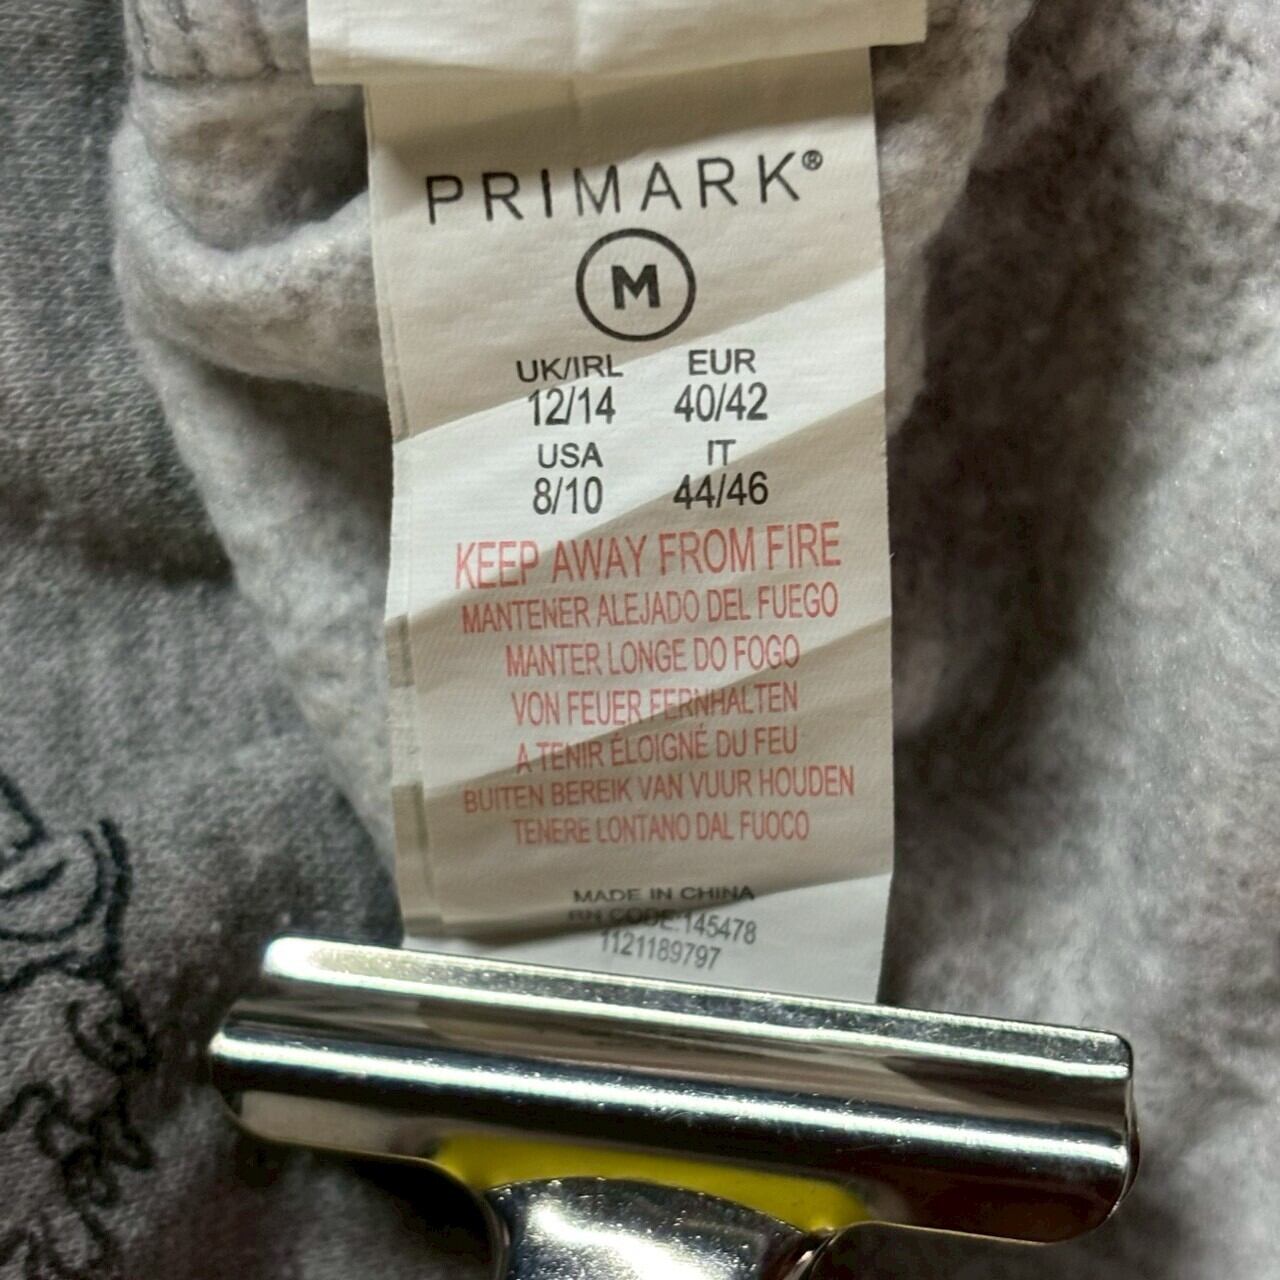 PRIMARK®
M
UK/IRL EUR
12/14 40/42
USA IT
8/10 44/46
KEEP AWAY FROM FIRE
MANTENER ALEJADO DEL FUEGO
MANTER LONGE DO FOGO
VON FEUER FERNHALTEN
A TENIR ÉLOIGNÉ DU FEU
BUITEN BEREIK VAN VUUR HOUDEN
TENERE LONTANO DAL FUOCO
MADE IN CHINA
RN CODE:145478
1121189797